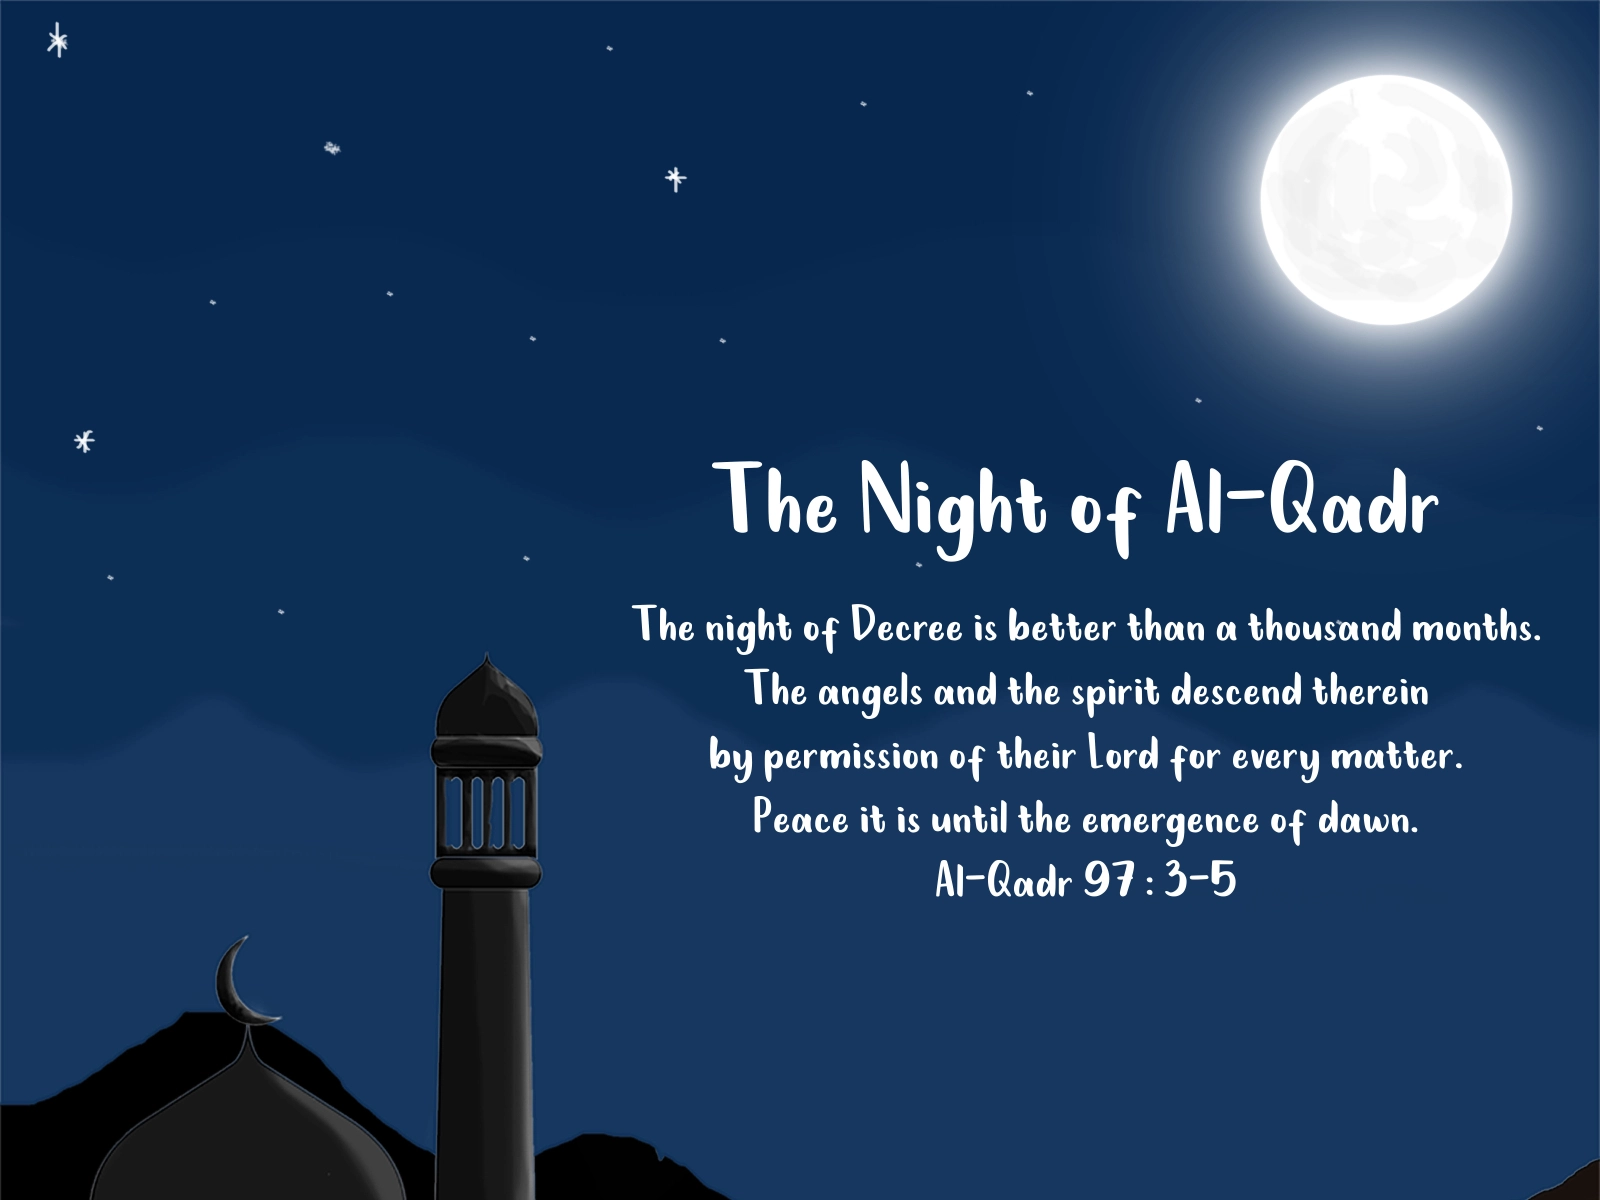 The Night of Al-Qadr
The night of Decree is better than a thousand months.
The angels and the spirit descend therein
by permission of their Lord for every matter.
Peace it is until the emergence of dawn.
Al-Qadr 97 : 3-5